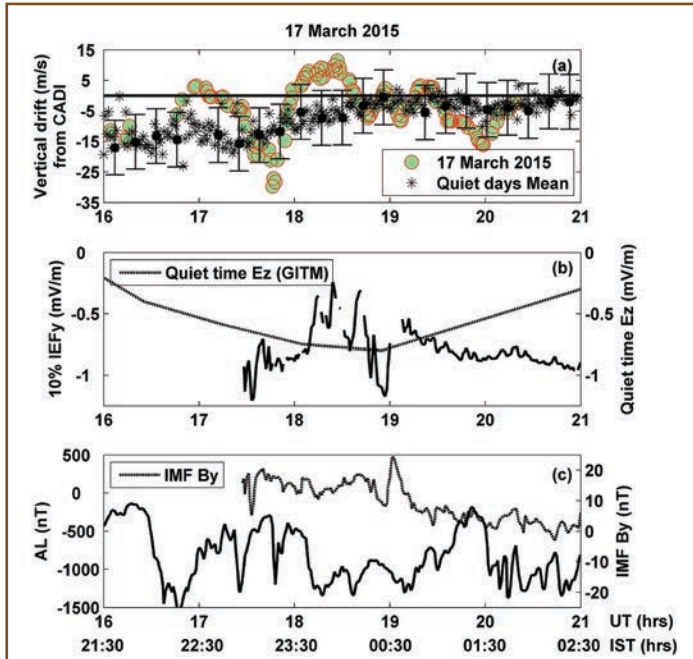 17 March 2015
Vertical drift (m/s)
from CADI
15
5
-5
-15
-25
-35
(a)
17 March 2015
Quiet days Mean
16 17 18 19 20 21
10% IEFy (mV/m)
0
-0.5
-1
Quiet time Ez (GITM)
(b)
0
-0.5
-1
Quiet time Ez (mV/m)
16 17 18 19 20 21
AL (nT)
500
0
-500
-1000
-1500
IMF By
(c)
20
10
0
-10
-20
IMF By (nT)
16 17 18 19 20 21 UT (hrs)
21:30 22:30 23:30 00:30 01:30 02:30 IST (hrs)